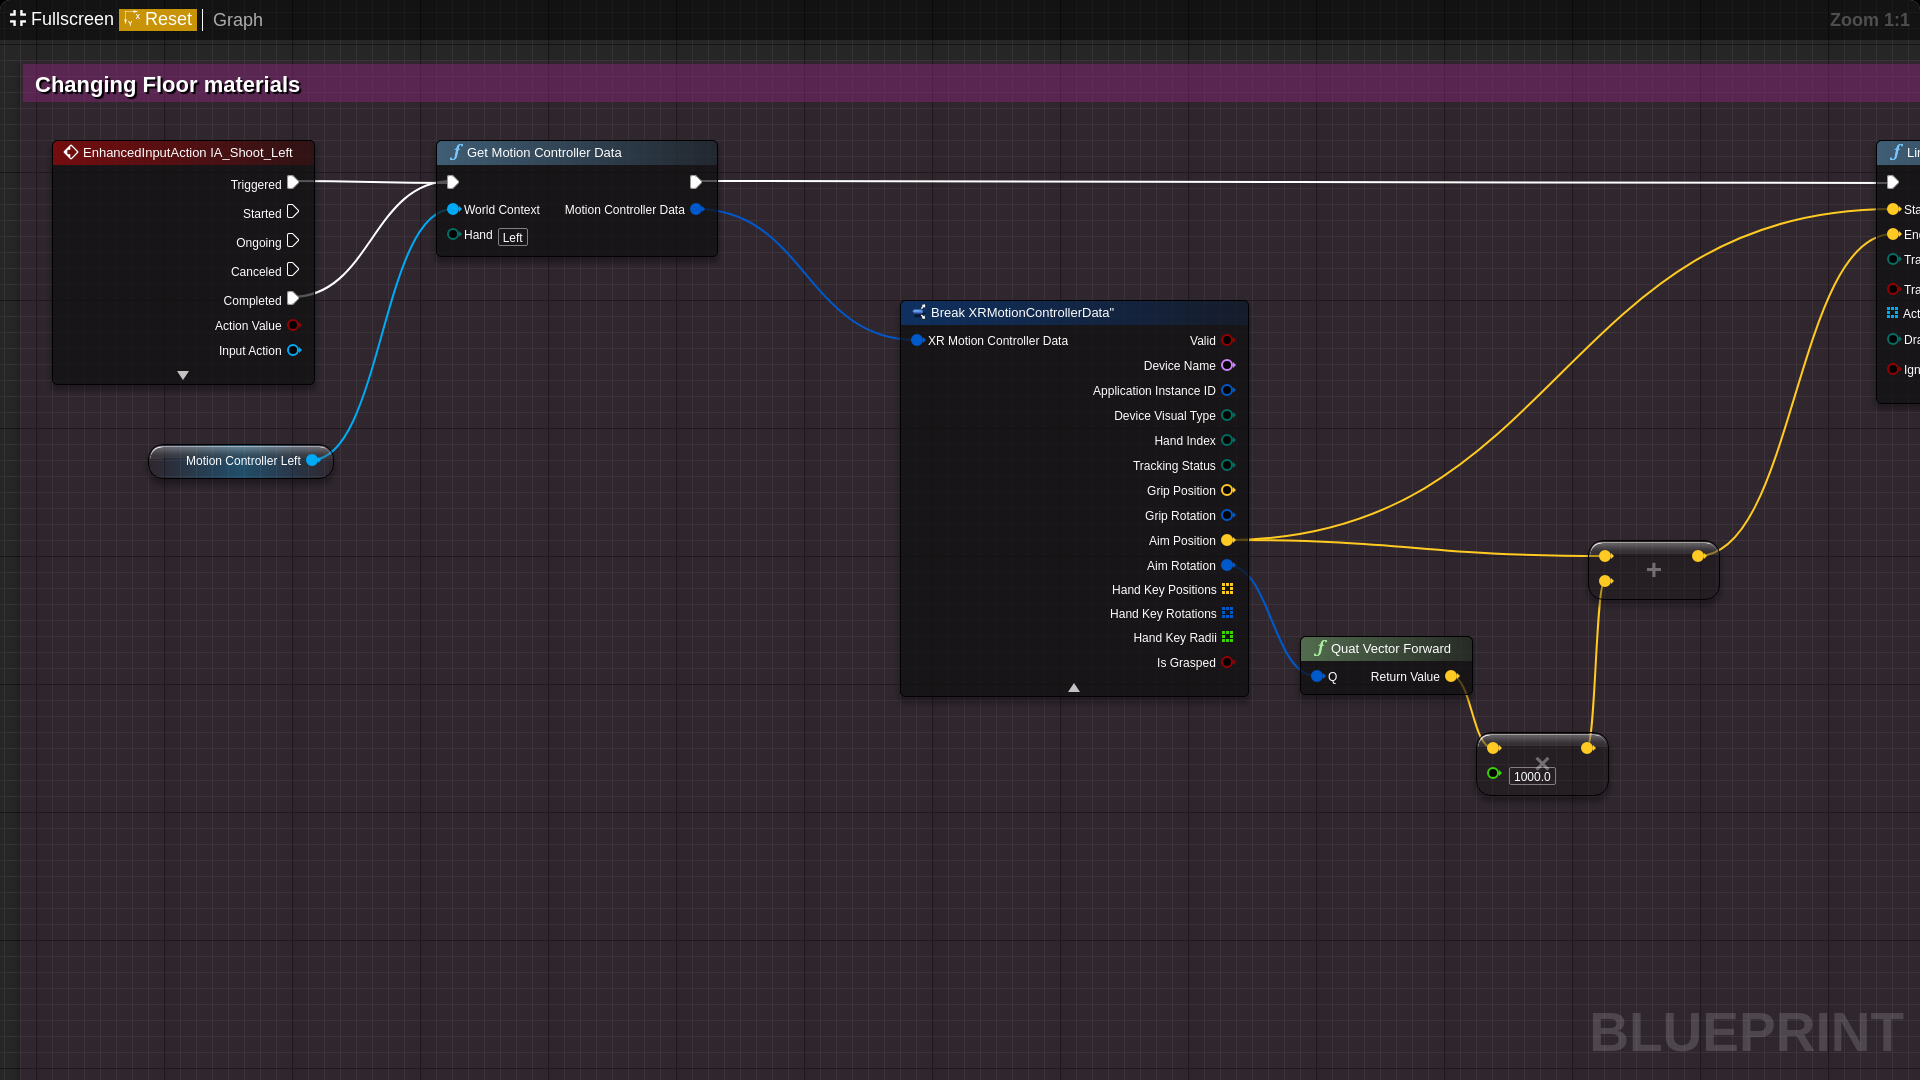 Fullscreen Reset Graph Zoom 1:1
Changing Floor materials
EnhancedInputAction IA_Shoot_Left
Triggered
Started
Ongoing
Canceled
Completed
Action Value
Input Action
Motion Controller Left
Get Motion Controller Data
World Context Motion Controller Data
Hand Left
Break XRMotionControllerData"
XR Motion Controller Data Valid
Device Name
Application Instance ID
Device Visual Type
Hand Index
Tracking Status
Grip Position
Grip Rotation
Aim Position
Aim Rotation
Hand Key Positions
Hand Key Rotations
Hand Key Radii
Is Grasped
Quat Vector Forward
Q Return Value
×
1000.0
+
Lin
Sta
End
Tra
Tra
Act
Dra
Ign
BLUEPRINT